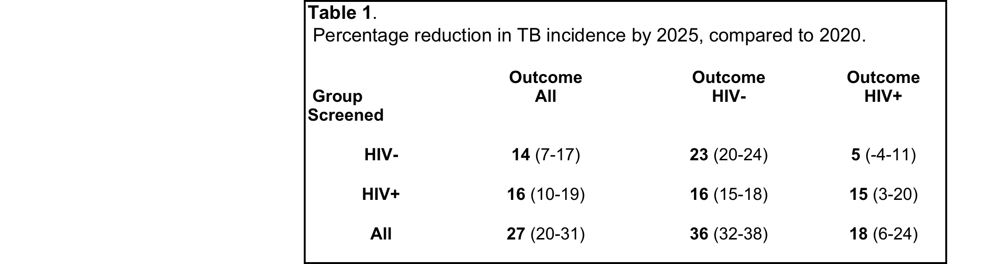 Table 1.
Percentage reduction in TB incidence by 2025, compared to 2020.
Group Screened Outcome All Outcome HIV- Outcome HIV+
HIV- 14 (7-17) 23 (20-24) 5 (-4-11)
HIV+ 16 (10-19) 16 (15-18) 15 (3-20)
All 27 (20-31) 36 (32-38) 18 (6-24)